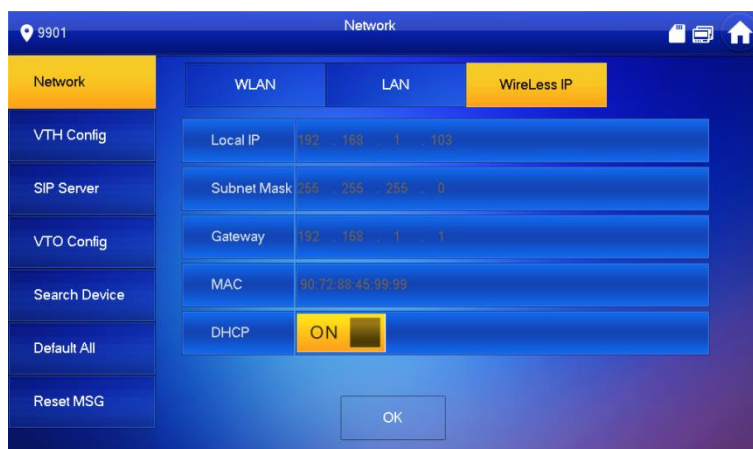 9901 Network
Network WLAN LAN WireLess IP
VTH Config Local IP 192 . 168 . 1 . 103
SIP Server Subnet Mask 255 . 255 . 255 . 0
VTO Config Gateway 192 . 168 . 1 . 1
Search Device MAC 90:72:88:45:99:99
Default All DHCP ON
Reset MSG OK